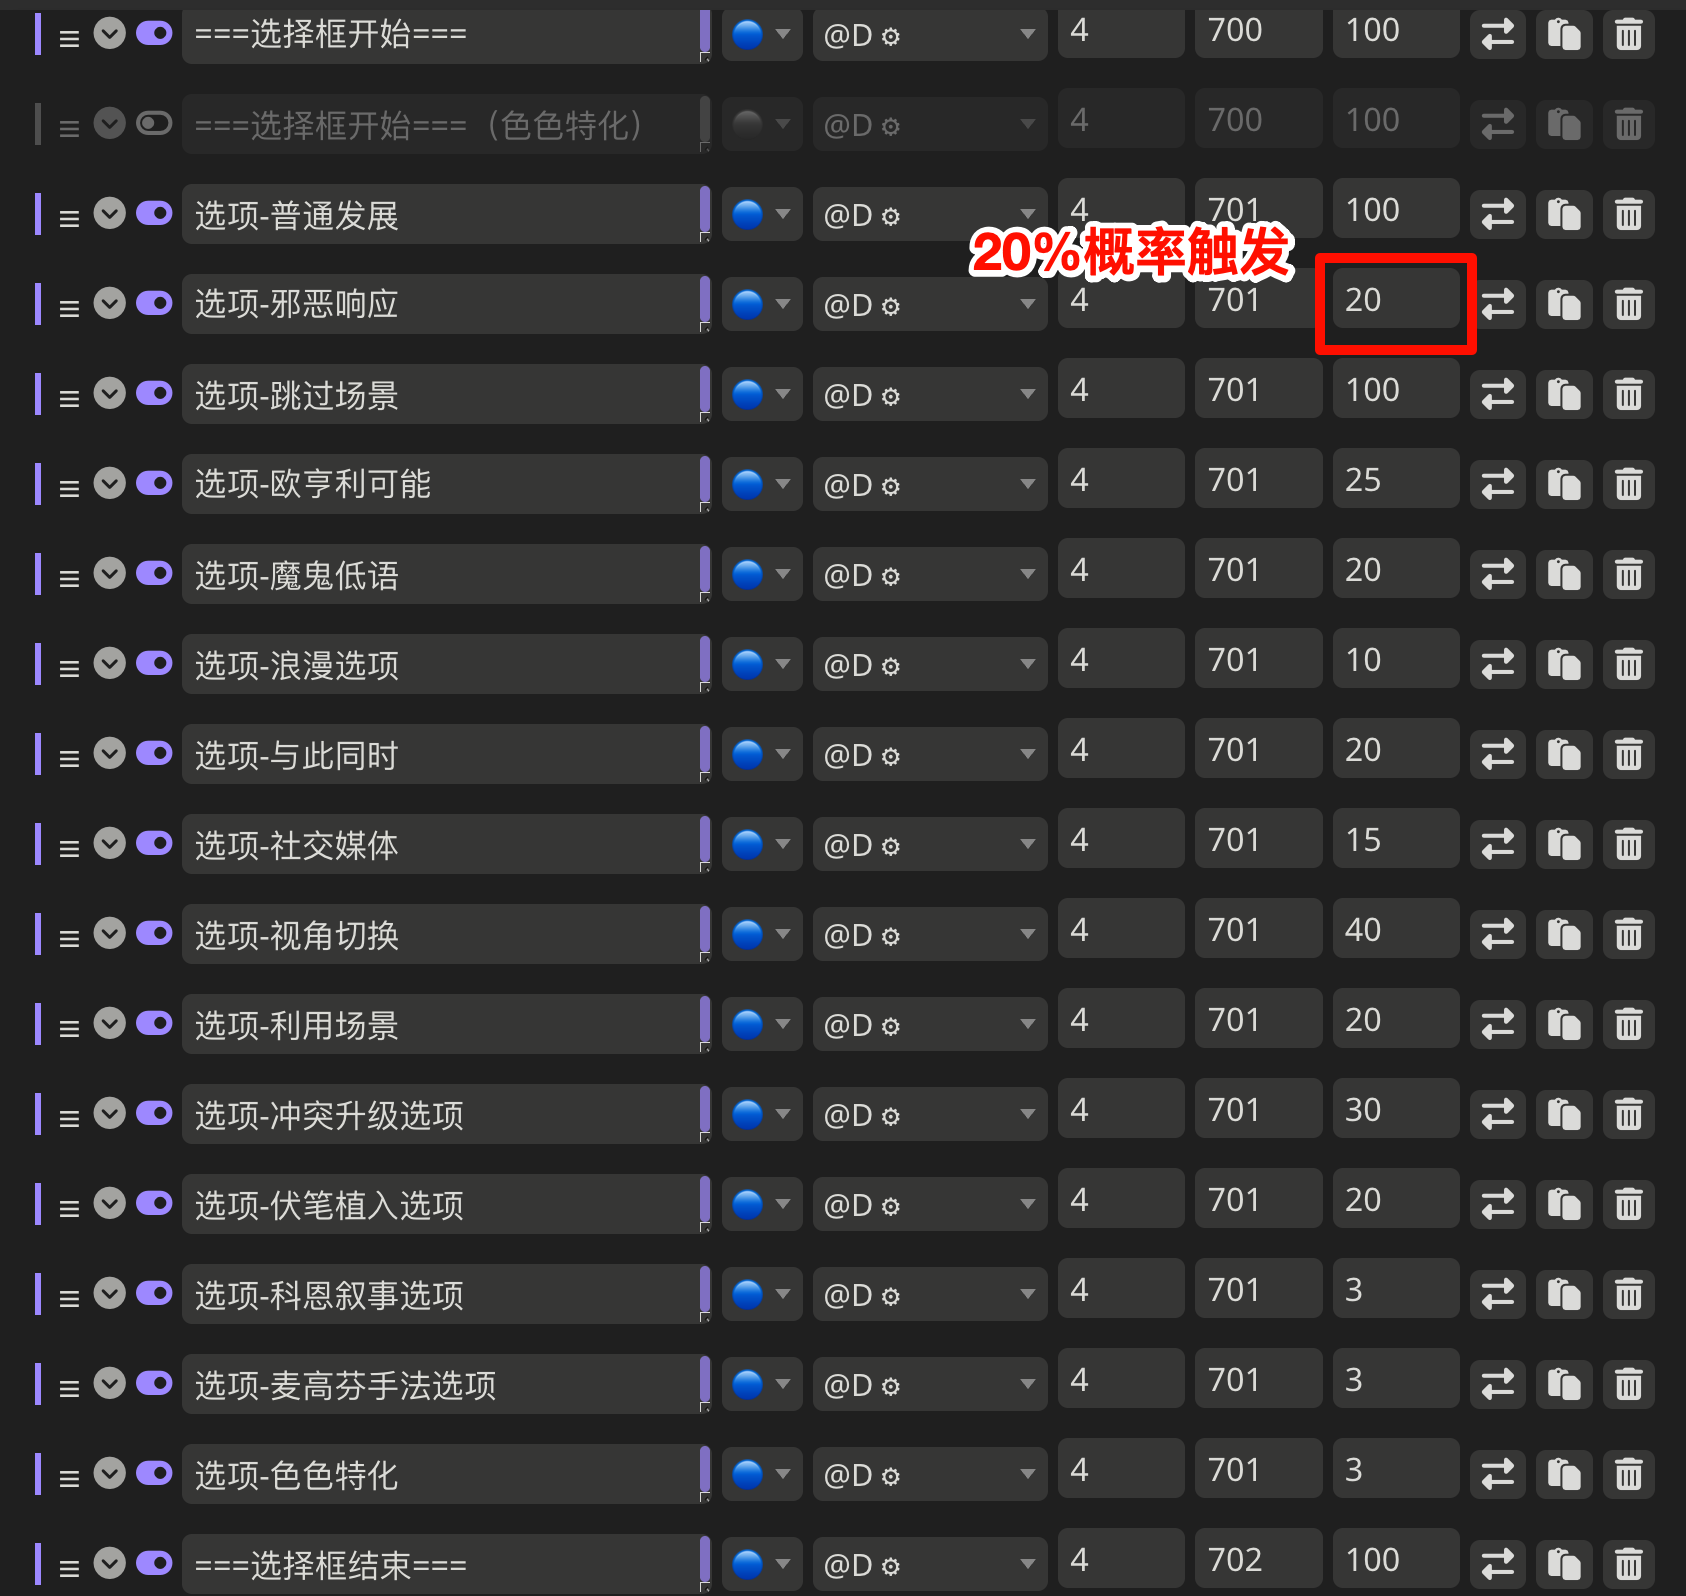 ===选择框开始=== @D 4 700 100
===选择框开始===（色色特化） @D 4 700 100
选项-普通发展 @D 4 701 100
20%概率触发
选项-邪恶响应 @D 4 701 20
选项-跳过场景 @D 4 701 100
选项-欧亨利可能 @D 4 701 25
选项-魔鬼低语 @D 4 701 20
选项-浪漫选项 @D 4 701 10
选项-与此同时 @D 4 701 20
选项-社交媒体 @D 4 701 15
选项-视角切换 @D 4 701 40
选项-利用场景 @D 4 701 20
选项-冲突升级选项 @D 4 701 30
选项-伏笔植入选项 @D 4 701 20
选项-科恩叙事选项 @D 4 701 3
选项-麦高芬手法选项 @D 4 701 3
选项-色色特化 @D 4 701 3
===选择框结束=== @D 4 702 100